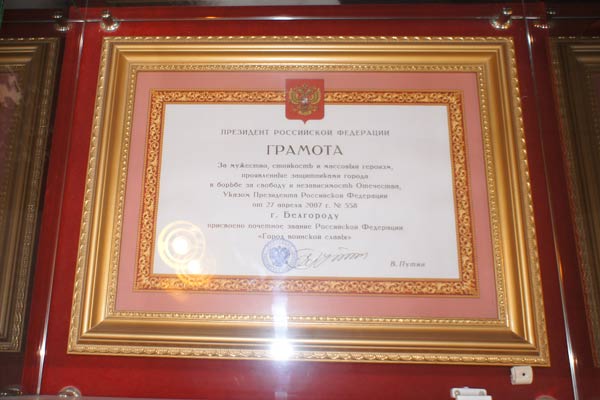 ПРЕЗИДЕНТ РОССИЙСКОЙ ФЕДЕРАЦИИ
ГРАМОТА
За мужество, стойкость и массовый героизм,
проявленные защитниками города
в борьбе за свободу и независимость Отечества,
Указом Президента Российской Федерации
от 27 апреля 2007 г. № 558
г. Белгороду
присвоено почетное звание Российской Федерации
«Город воинской славы»
В. Путин